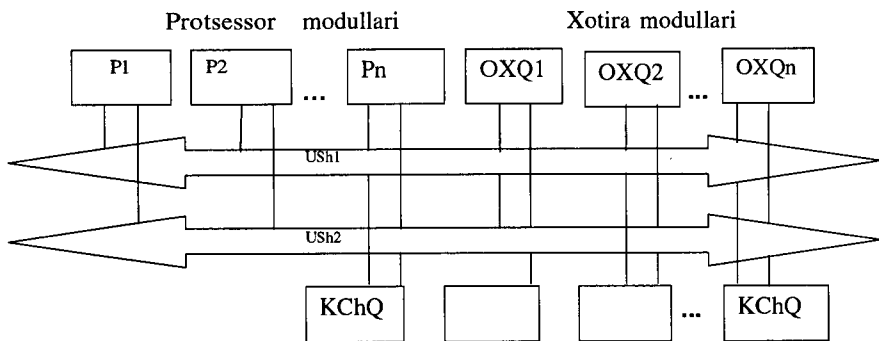 Protsessor modullari Xotira modullari
P1 P2 ... Pn OXQ1 OXQ2 ... OXQn
USh1
USh2
KChQ ... KChQ